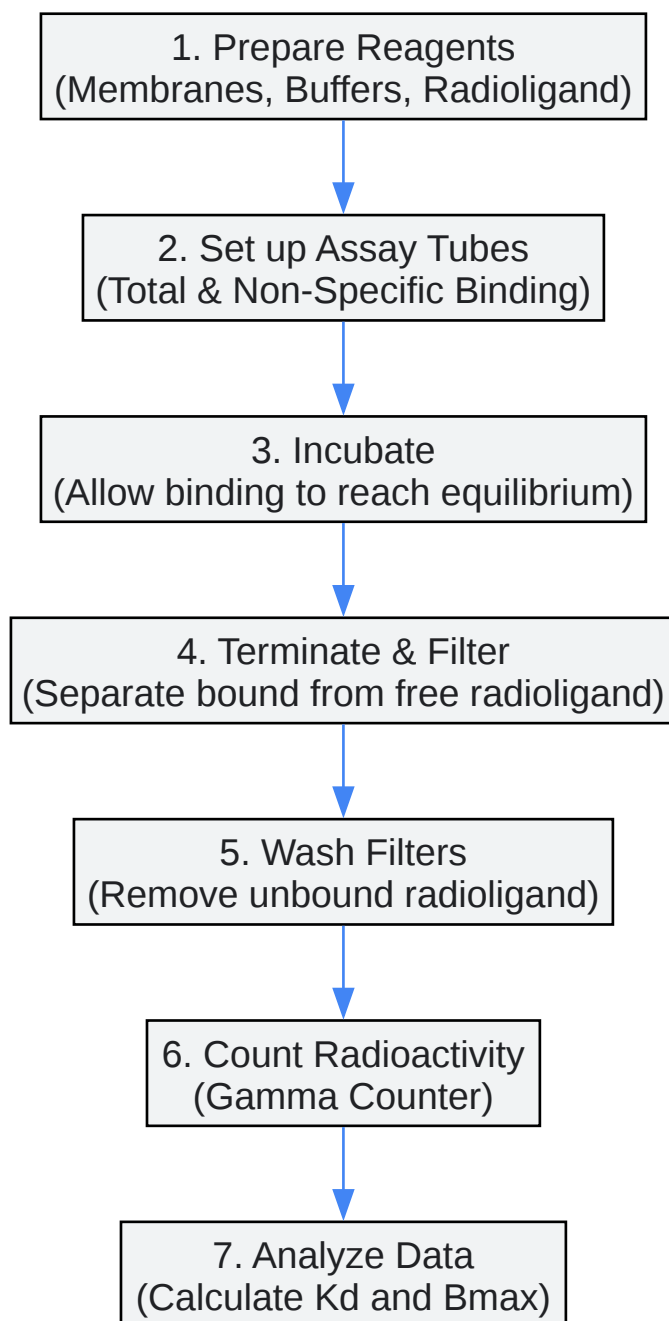 1. Prepare Reagents
(Membranes, Buffers, Radioligand)
2. Set up Assay Tubes
(Total & Non-Specific Binding)
3. Incubate
(Allow binding to reach equilibrium)
4. Terminate & Filter
(Separate bound from free radioligand)
5. Wash Filters
(Remove unbound radioligand)
6. Count Radioactivity
(Gamma Counter)
7. Analyze Data
(Calculate Kd and Bmax)